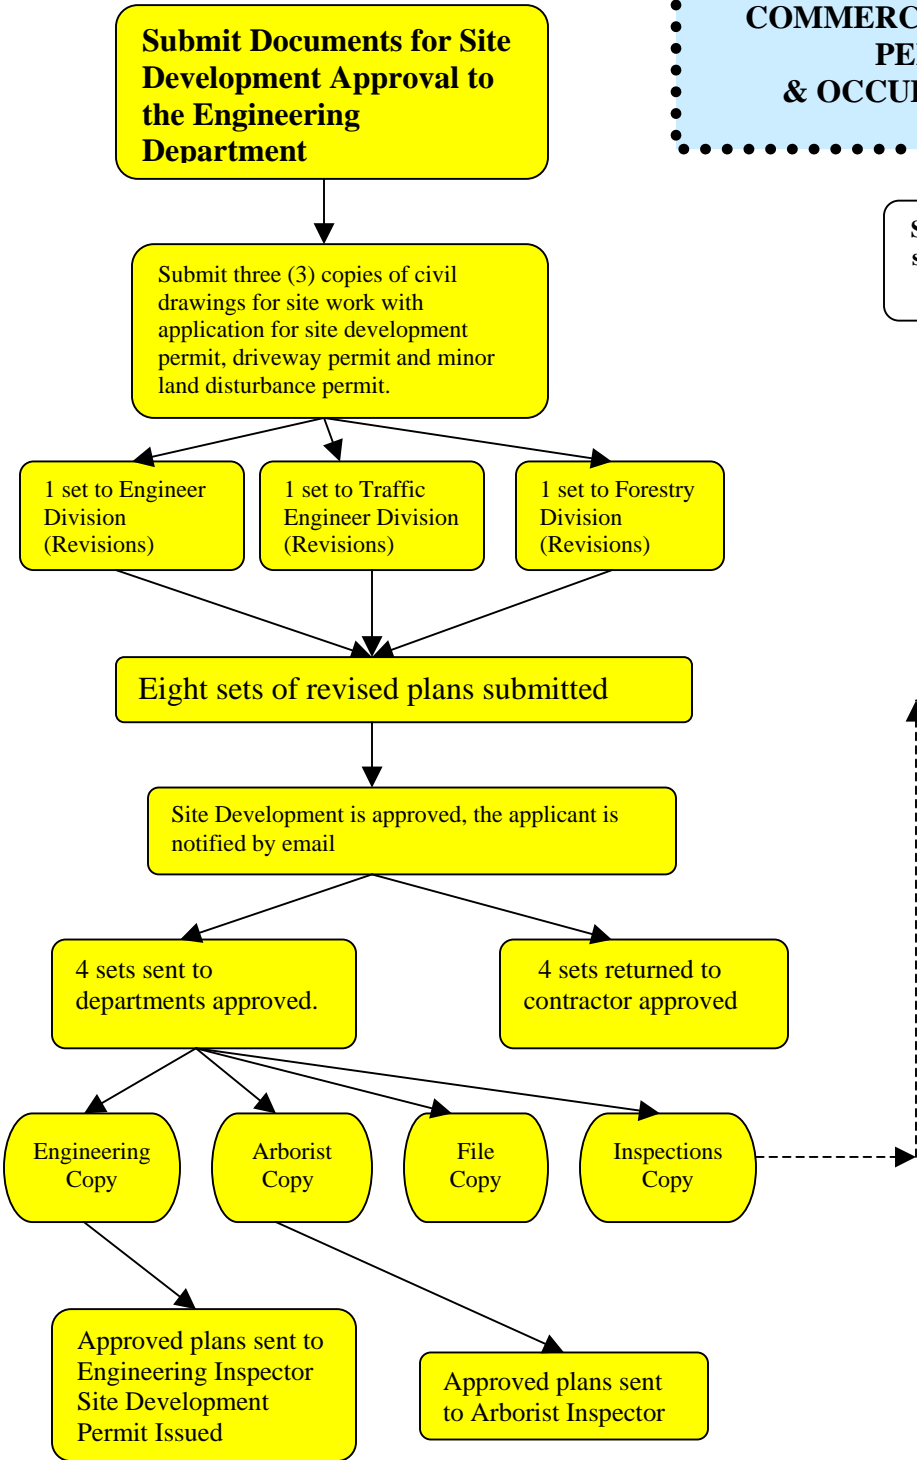 Submit Documents for Site
Development Approval to
the Engineering
Department
& 
Submit three (3) copies of civil
drawings for site work with
application for site development
permit, driveway permit and minor
land disturbance permit.
1 set to Engineer
Division
(Revisions)
1 set to Traffic
Engineer Division
(Revisions)
1 set to Forestry
Division
(Revisions)
Eight sets of revised plans submitted
Site Development is approved, the applicant is
notified by email
4 sets sent to
departments approved.
4 sets returned to
contractor approved
Engineering
Copy
Arborist
Copy
File
Copy
Inspections
Copy
Approved plans sent to
Engineering Inspector
Site Development
Permit Issued
Approved plans sent
to Arborist Inspector